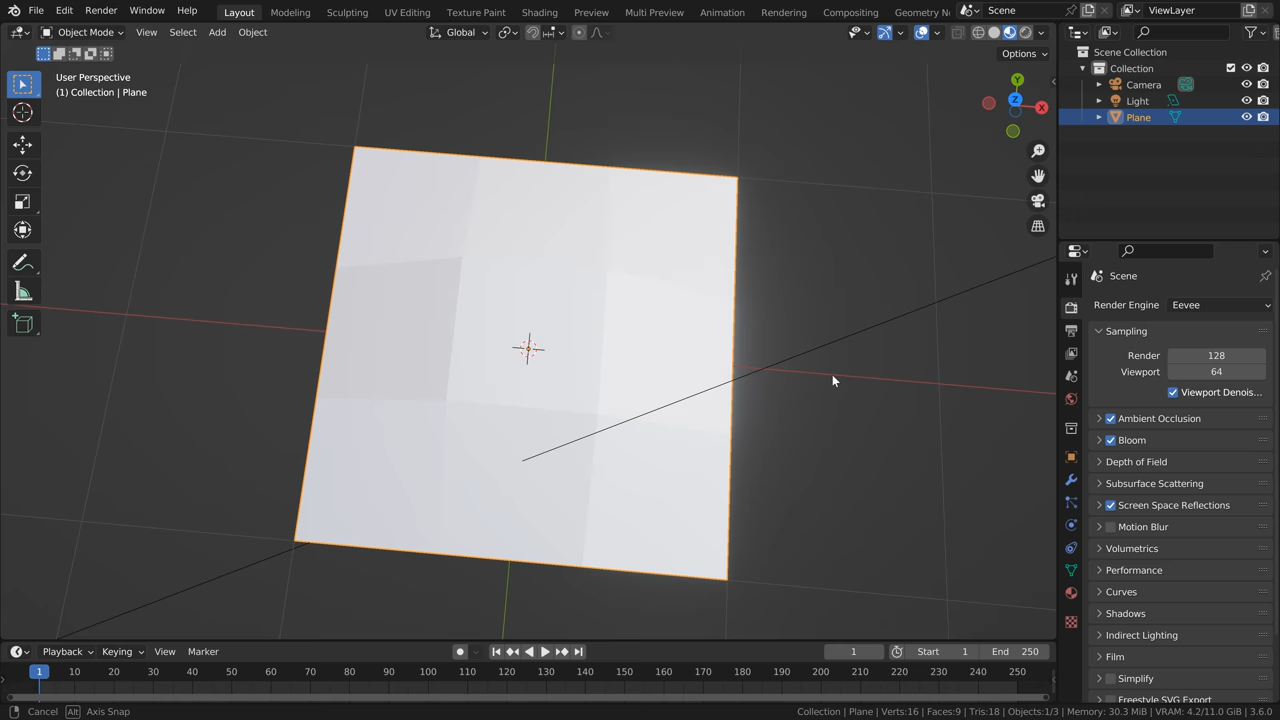 File Edit Render Window Help Layout Modeling Sculpting UV Editing Texture Paint Shading Preview Multi Preview Animation Rendering Compositing Geometry No Scene ViewLayer
Object Mode View Select Add Object Global
Options
User Perspective
(1) Collection | Plane
Y
Z
X
Scene Collection
Collection
Camera
Light
Plane
Scene
Render Engine Eevee
Sampling
Render 128
Viewport 64
Viewport Denois...
Ambient Occlusion
Bloom
Depth of Field
Subsurface Scattering
Screen Space Reflections
Motion Blur
Volumetrics
Performance
Curves
Shadows
Indirect Lighting
Film
Simplify
Freestyle SVG Export
Playback Keying View Marker 1 Start 1 End 250
1 10 20 30 40 50 60 70 80 90 100 110 120 130 140 150 160 170 180 190 200 210 220 230 240 250
Cancel Alt Axis Snap Collection | Plane | Verts:16 | Faces:9 | Tris:18 | Objects:1/3 | Memory: 30.3 MiB | VRAM: 4.2/11.0 GiB | 3.6.0